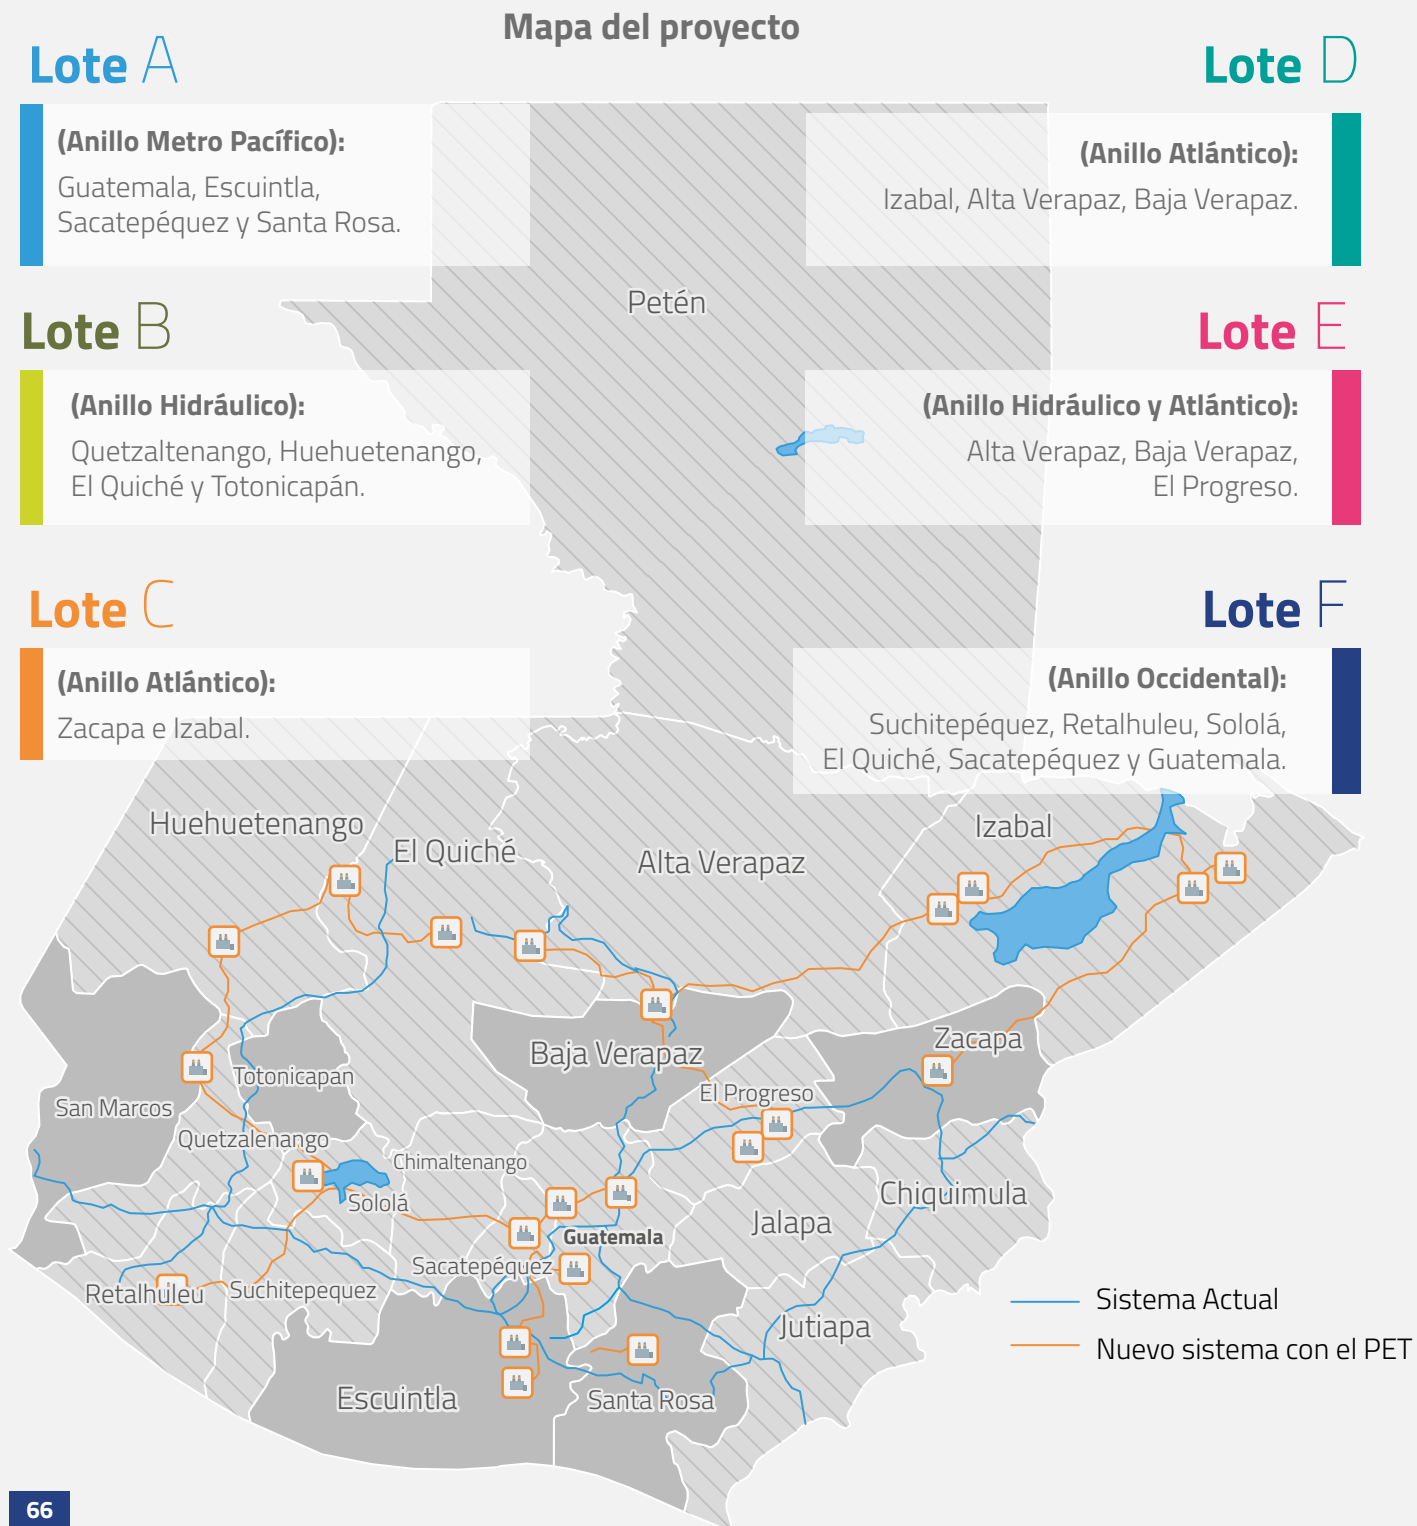 Mapa del proyecto
Lote A
(Anillo Metro Pacífico):
Guatemala, Escuintla,
Sacatepéquez y Santa Rosa.
Lote B
(Anillo Hidráulico):
Quetzaltenango, Huehuetenango,
El Quiché y Totonicapán.
Lote C
(Anillo Atlántico):
Zacapa e Izabal.
Lote D
(Anillo Atlántico):
Izabal, Alta Verapaz, Baja Verapaz.
Lote E
(Anillo Hidráulico y Atlántico):
Alta Verapaz, Baja Verapaz,
El Progreso.
Lote F
(Anillo Occidental):
Suchitepéquez, Retalhuleu, Sololá,
El Quiché, Sacatepéquez y Guatemala.
Petén
Huehuetenango
El Quiché
Alta Verapaz
Izabal
Zacapa
Baja Verapaz
Totonicapan
El Progreso
San Marcos
Quetzalenango
Chimaltenango
Sololá
Chiquimula
Jalapa
Guatemala
Sacatepéquez
Retalhuleu
Suchitepequez
Jutiapa
Escuintla
Santa Rosa
Sistema Actual
Nuevo sistema con el PET
66